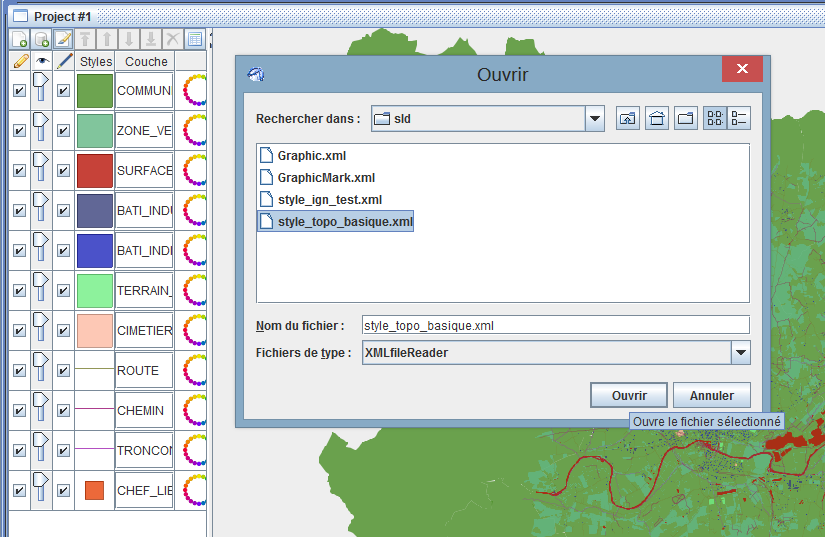 Project #1
Styles Couche
COMMUN
ZONE_VE
SURFACE
BATI_INDU
BATI_INDI
TERRAIN_
CIMETIER
ROUTE
CHEMIN
TRONCON
CHEF_LIE
Ouvrir
Rechercher dans : sld
Graphic.xml
GraphicMark.xml
style_ign_test.xml
style_topo_basique.xml
Nom du fichier : style_topo_basique.xml
Fichiers de type : XMLfileReader
Ouvrir Annuler
Ouvre le fichier sélectionné